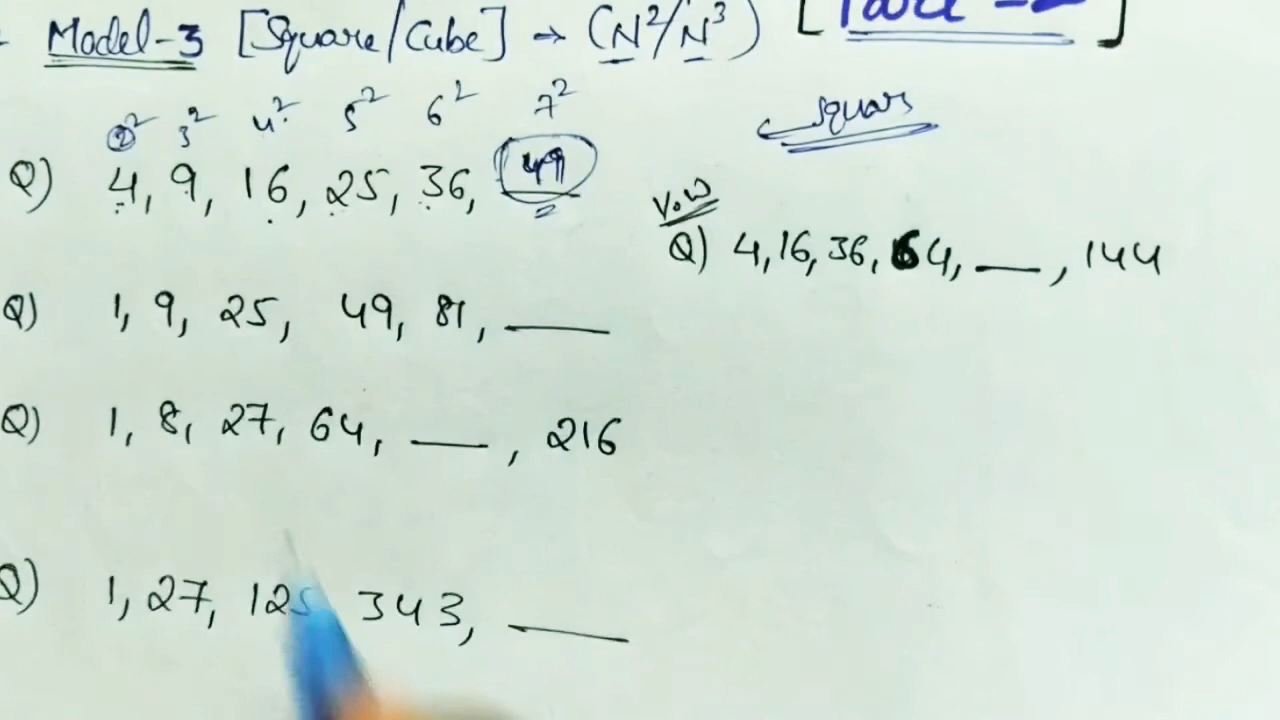 Model-3 [Square/Cube] → (N²/N³) [
2² 3² 4² 5² 6² 7²
Q) 4, 9, 16, 25, 36, 49
Q) 1, 9, 25, 49, 81, ___
Q) 1, 8, 27, 64, ___, 216
Q) 1, 27, 125 343, ___
Squars
V.W
Q) 4, 16, 36, 64, ___, 144